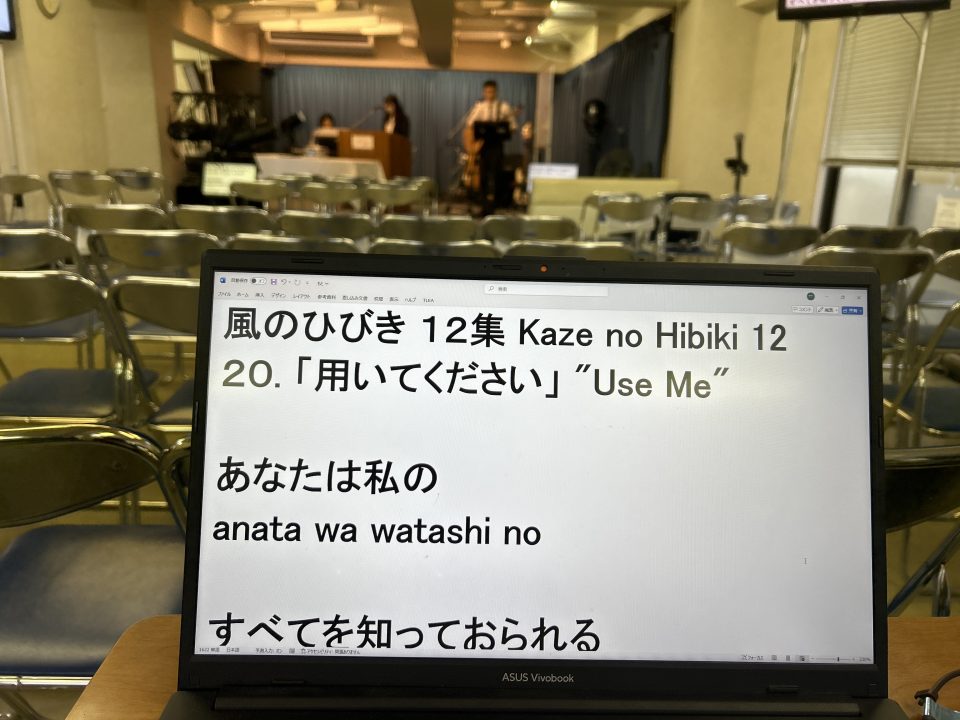 風のひびき 12集 Kaze no Hibiki 12
20. 「用いてください」 "Use Me"
あなたは私の
anata wa watashi no
すべてを知っておられる
ASUS Vivobook